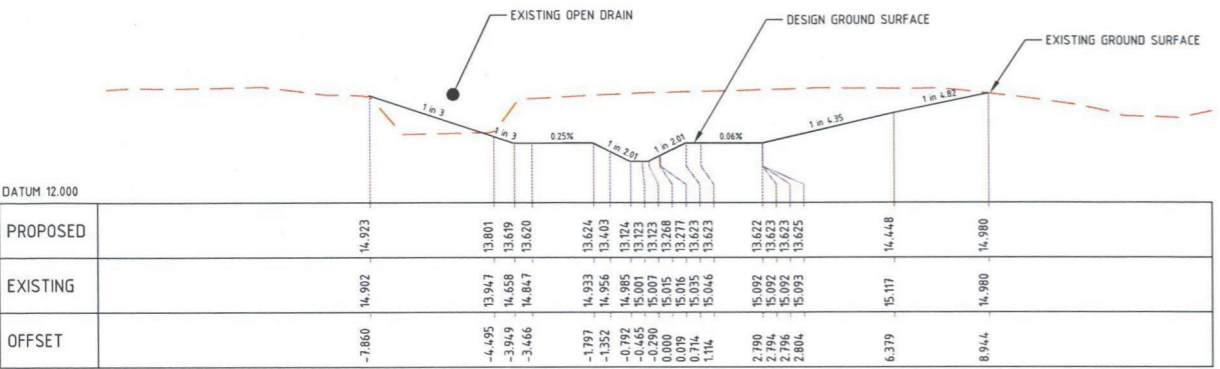 EXISTING OPEN DRAIN
DESIGN GROUND SURFACE
EXISTING GROUND SURFACE
1 in 3
1 in 3
0.25%
1 in 2.01
1 in 2.01
0.06%
1 in 4.35
1 in 4.82
DATUM 12.000
PROPOSED 14.923 13.801 13.619 13.620 13.624 13.403 13.124 13.123 13.123 13.268 13.277 13.623 13.623 13.622 13.623 13.623 13.625 14.448 14.980
EXISTING 14.902 13.947 14.658 14.847 14.933 14.956 14.985 15.001 15.007 15.015 15.016 15.035 15.046 15.092 15.092 15.092 15.093 15.117 14.980
OFFSET -7.860 -4.495 -3.949 -3.466 -1.797 -1.352 -0.792 -0.465 -0.290 0.000 0.019 0.714 1.114 2.790 2.794 2.796 2.804 6.379 8.944